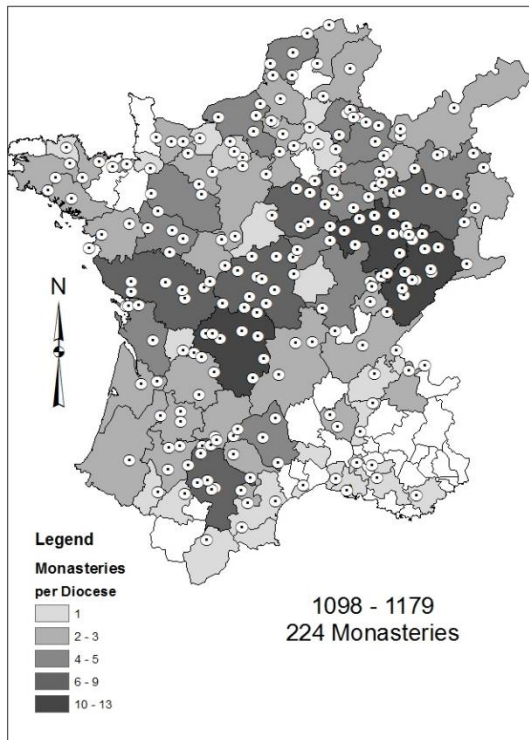 N
Legend
Monasteries
per Diocese
1
2 - 3
4 - 5
6 - 9
10 - 13
1098 - 1179
224 Monasteries